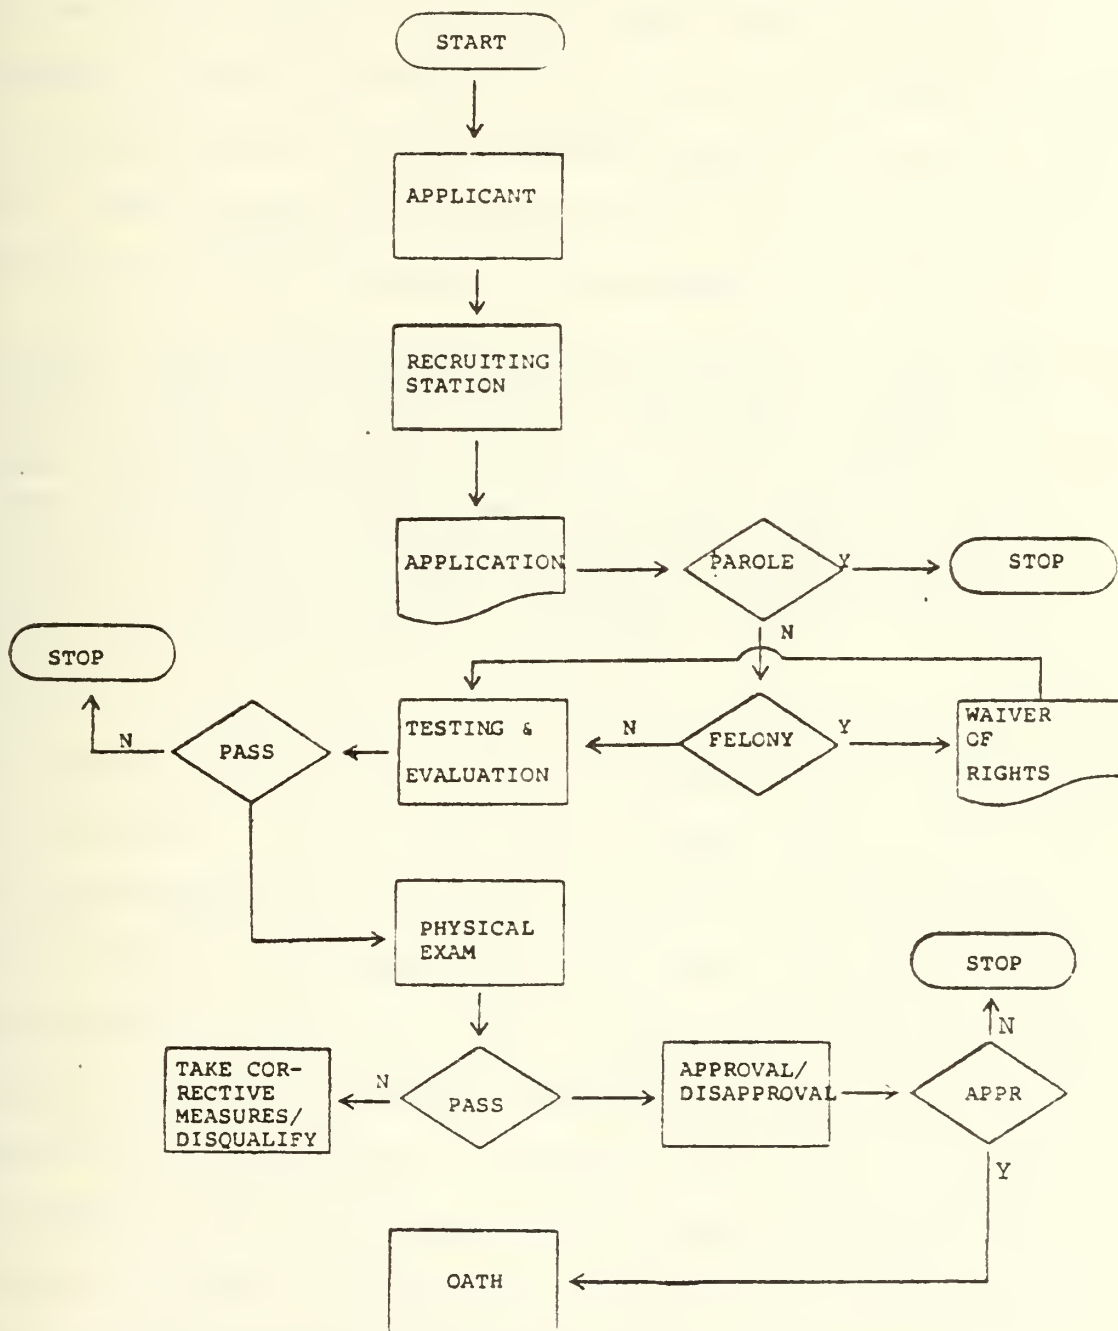 START
APPLICANT
RECRUITING
STATION
APPLICATION
PAROLE
Y
STOP
N
STOP
N
PASS
TESTING &
EVALUATION
N
FELONY
Y
WAIVER
OF
RIGHTS
PHYSICAL
EXAM
STOP
N
TAKE COR-
RECTIVE
MEASURES/
DISQUALIFY
N
PASS
APPROVAL/
DISAPPROVAL
APPR
Y
OATH